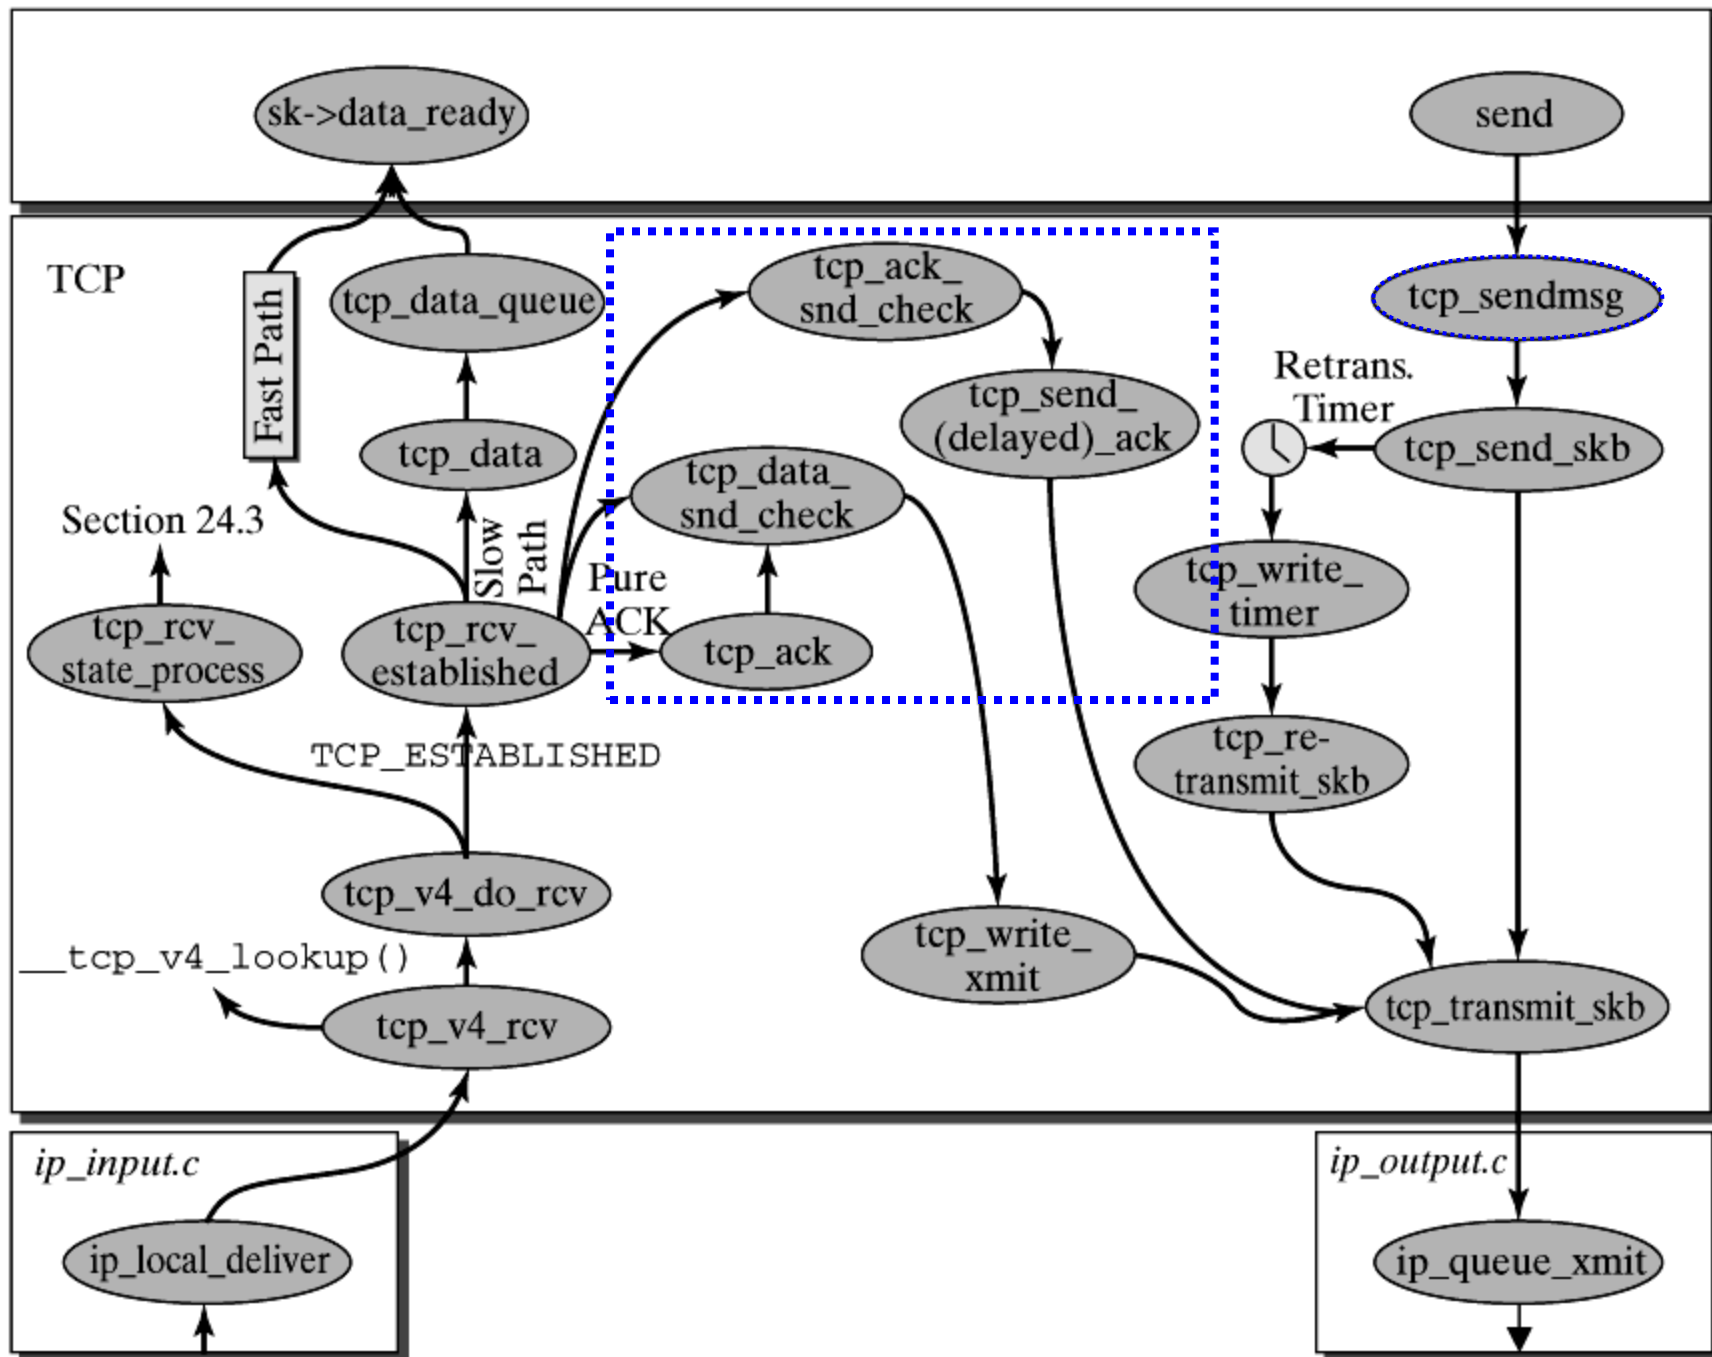 sk->data_ready
send
TCP
Fast Path
tcp_data_queue
tcp_ack_
snd_check
tcp_sendmsg
Retrans.
Timer
tcp_send_
(delayed)_ack
tcp_data
tcp_send_skb
tcp_data_
snd_check
Section 24.3
Slow
Path
Pure
ACK
tcp_write_
timer
tcp_rcv_
state_process
tcp_rcv_
established
tcp_ack
TCP_ESTABLISHED
tcp_re-
transmit_skb
tcp_v4_do_rcv
__tcp_v4_lookup()
tcp_write_
xmit
tcp_v4_rcv
tcp_transmit_skb
ip_input.c
ip_output.c
ip_local_deliver
ip_queue_xmit